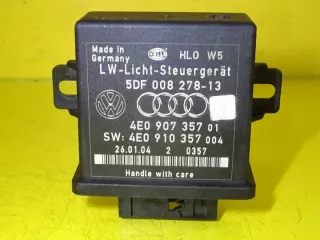 Made in
Germany
HELLA
HLO W5
LW-Licht-Steuergerät
5DF 008 278-13
4E0 907 357 01
SW: 4E0 910 357 004
26.01.04 2 0357
Handle with care